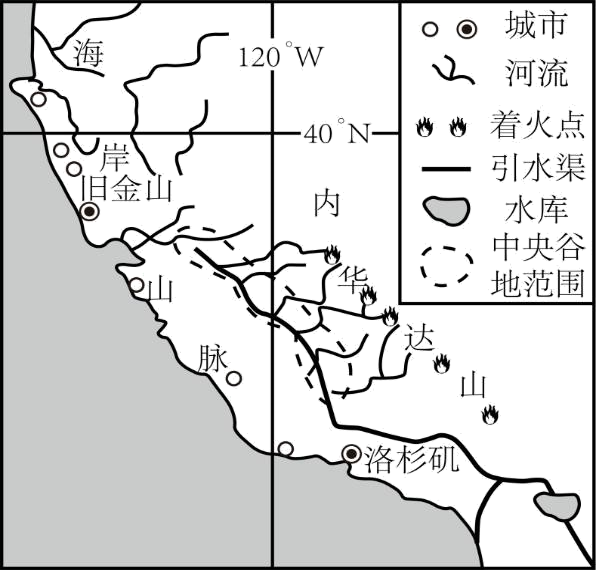 海
120°W
40°N
岸
旧金山
内
华
山
达
脉
山
洛杉矶
城市
河流
着火点
引水渠
水库
中央谷
地范围